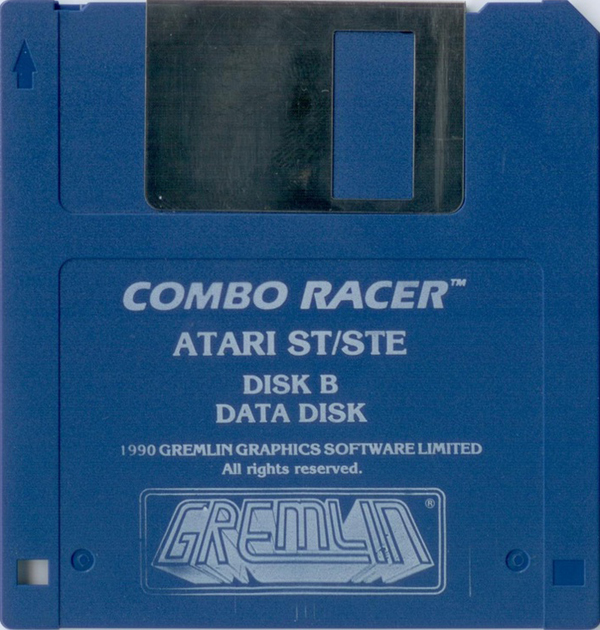 COMBO RACER™
ATARI ST/STE
DISK B
DATA DISK
1990 GREMLIN GRAPHICS SOFTWARE LIMITED
All rights reserved.
GREMLIN®